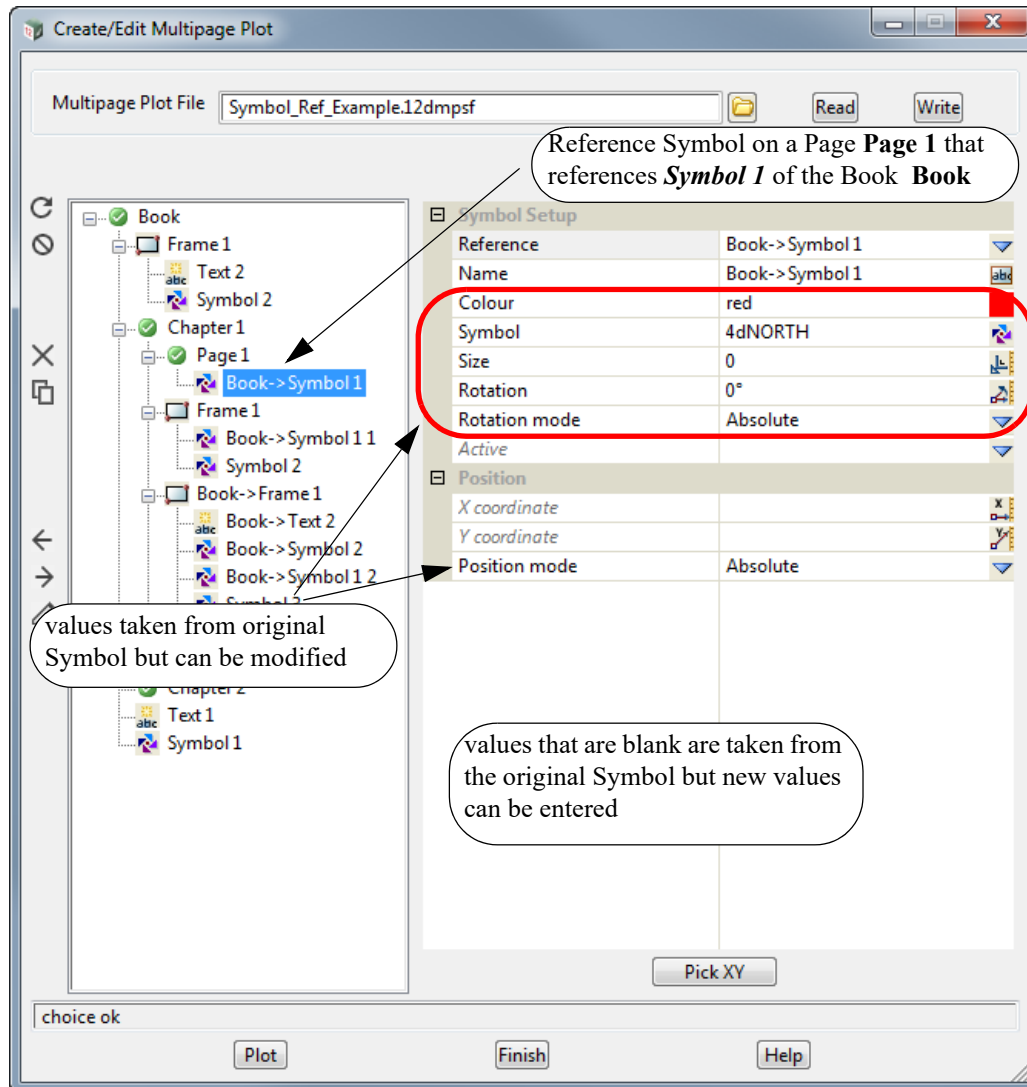 Create/Edit Multipage Plot
Multipage Plot File
Symbol_Ref_Example.12dmpsf
Read
Write
Reference Symbol on a Page Page 1 that
references Symbol 1 of the Book Book
Book
Frame 1
abc Text 2
Symbol 2
Chapter 1
Page 1
Book->Symbol 1
Frame 1
Book->Symbol 1 1
Symbol 2
Book->Frame 1
abc Book->Text 2
Book->Symbol 2
Book->Symbol 1 2
Symbol 2
values taken from original
Symbol but can be modified
Chapter 2
abc Text 1
Symbol 1
Symbol Setup
Reference Book->Symbol 1
Name Book->Symbol 1
Colour red
Symbol 4dNORTH
Size 0
Rotation 0°
Rotation mode Absolute
Active
Position
X coordinate
Y coordinate
Position mode Absolute
values that are blank are taken from
the original Symbol but new values
can be entered
Pick XY
choice ok
Plot
Finish
Help